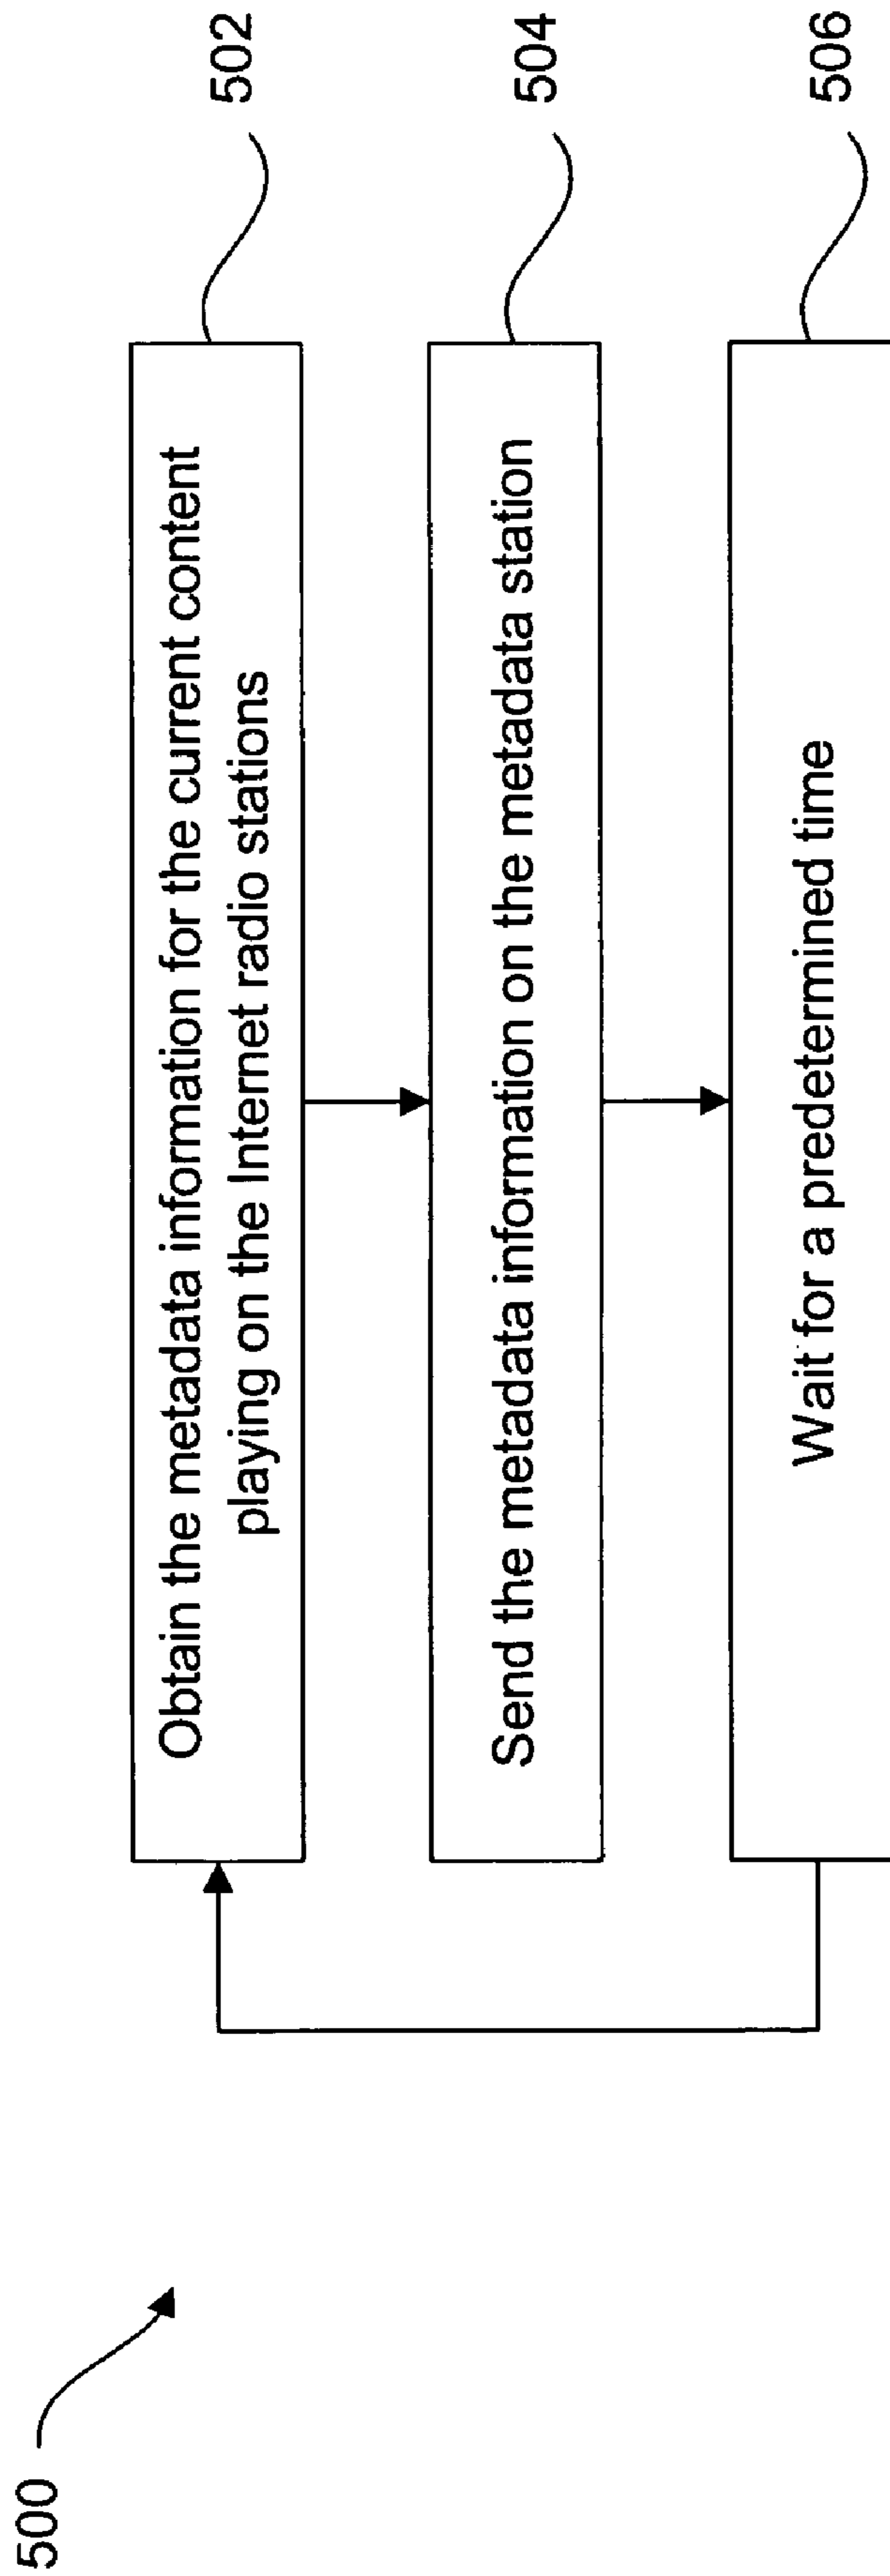 500
Obtain the metadata information for the current content
playing on the Internet radio stations
502
Send the metadata information on the metadata station
504
Wait for a predetermined time
506